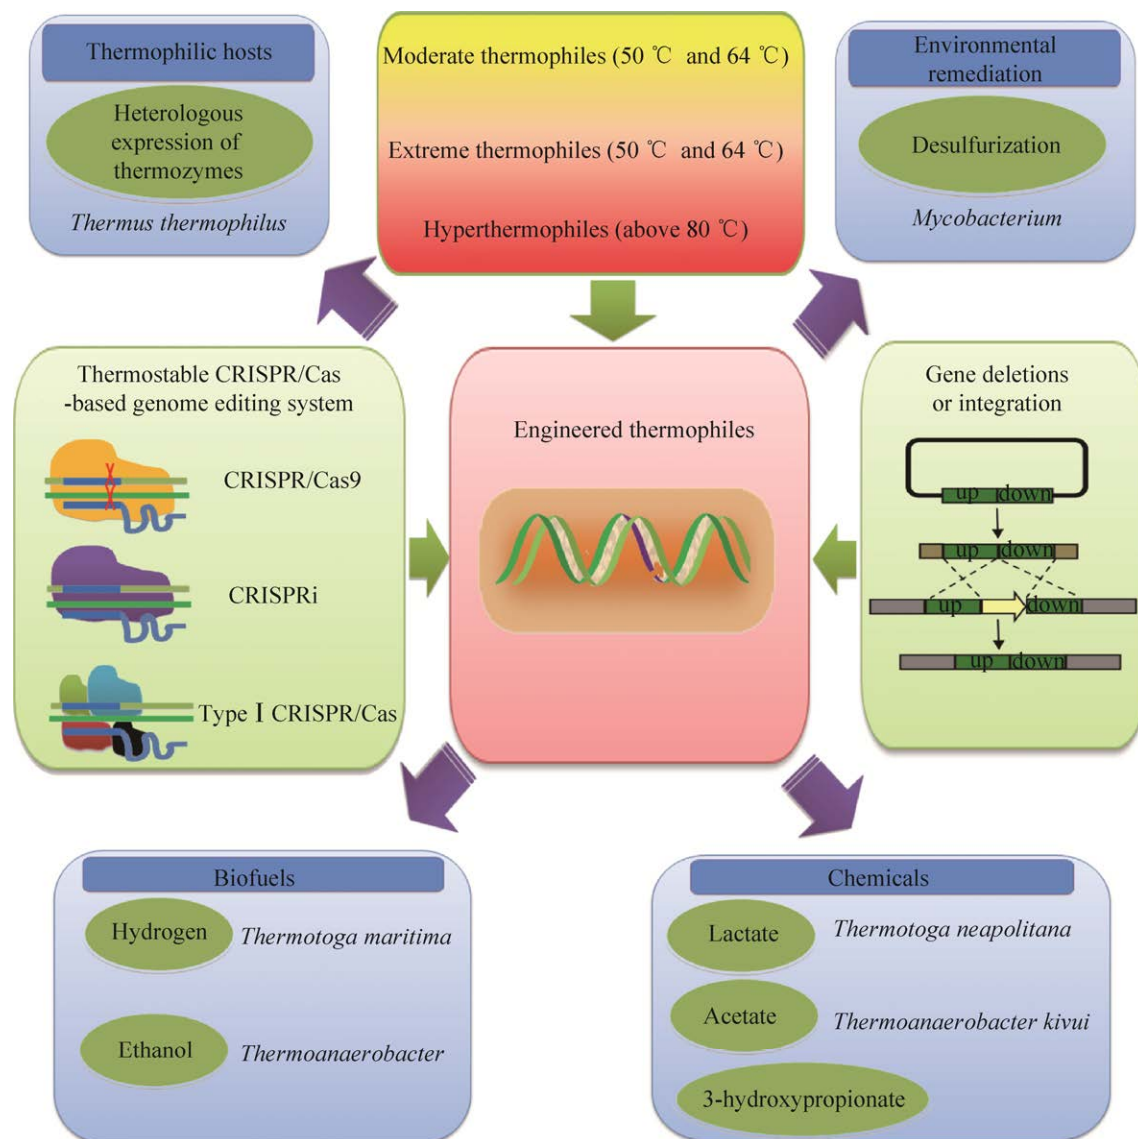 Thermophilic hosts
Heterologous
expression of
thermozymes
Thermus thermophilus
Moderate thermophiles (50 ℃ and 64 ℃)
Extreme thermophiles (50 ℃ and 64 ℃)
Hyperthermophiles (above 80 ℃)
Environmental
remediation
Desulfurization
Mycobacterium
Thermostable CRISPR/Cas
-based genome editing system
CRISPR/Cas9
CRISPRi
Type Ⅰ CRISPR/Cas
Engineered thermophiles
Gene deletions
or integration
up down
up down
up down
up down
Biofuels
Hydrogen Thermotoga maritima
Ethanol Thermoanaerobacter
Chemicals
Lactate Thermotoga neapolitana
Acetate Thermoanaerobacter kivui
3-hydroxypropionate